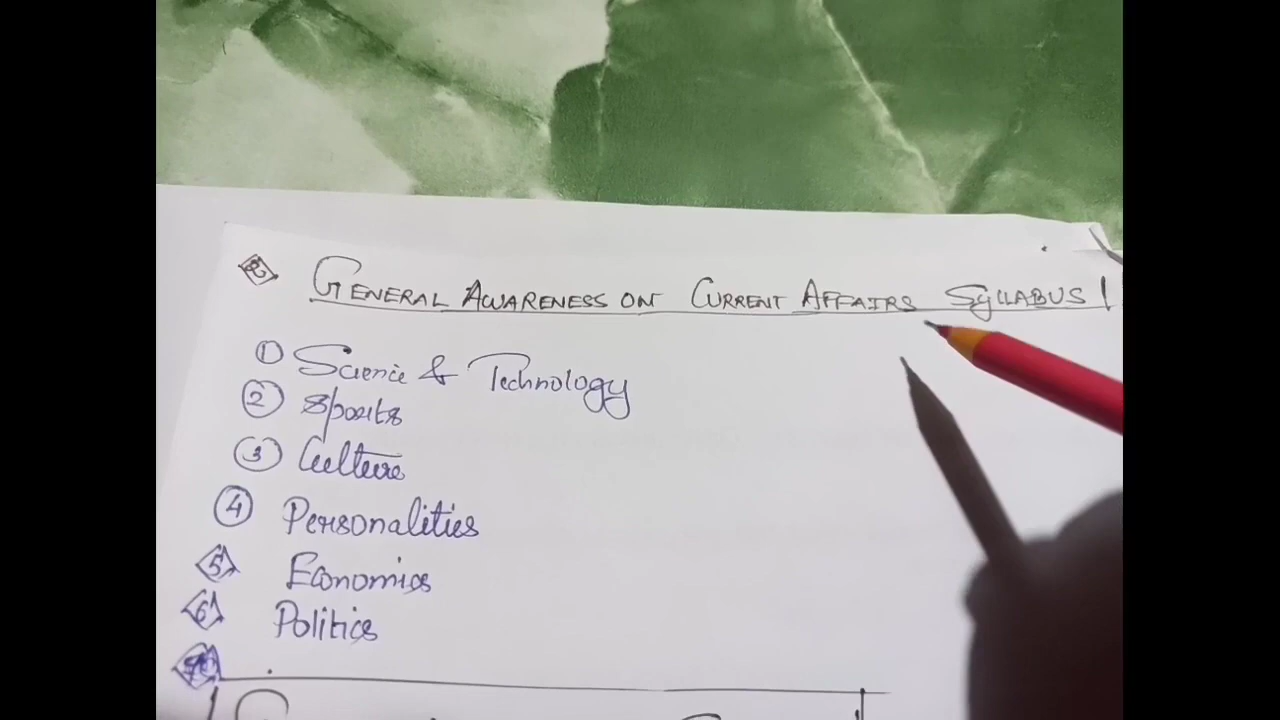 2 GENERAL AWARENESS ON CURRENT AFFAIRS SYLLABUS
1 Science & Technology
2 Sports
3 Culture
4 Personalities
5 Economics
6 Politics